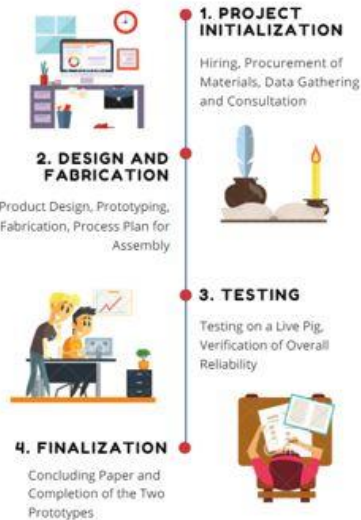 1. PROJECT
INITIALIZATION
Hiring, Procurement of
Materials, Data Gathering
and Consultation
2. DESIGN AND
FABRICATION
Product Design, Prototyping,
Fabrication, Process Plan for
Assembly
3. TESTING
Testing on a Live Pig,
Verification of Overall
Reliability
4. FINALIZATION
Concluding Paper and
Completion of the Two
Prototypes